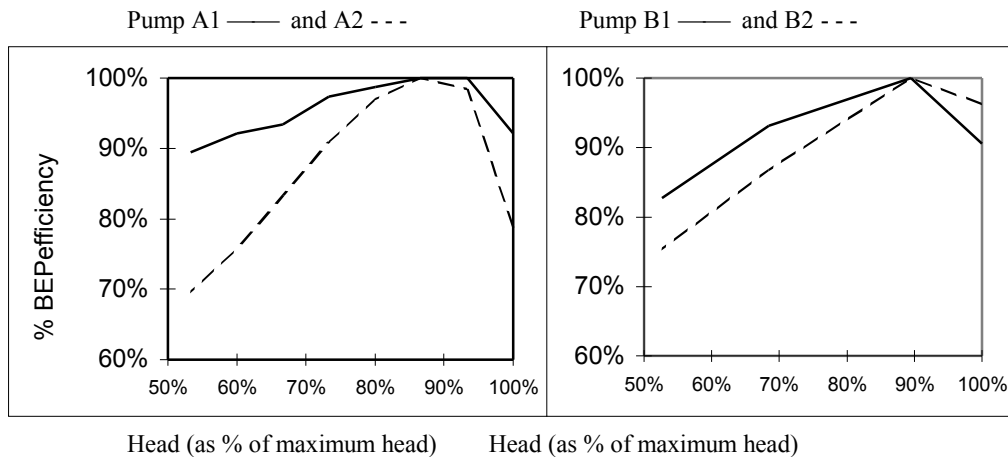 Pump A1 —— and A2 - - -
Pump B1 —— and B2 - - -
% BEPefficiency
100%
90%
80%
70%
60%
50% 60% 70% 80% 90% 100%
100%
90%
80%
70%
60%
50% 60% 70% 80% 90% 100%
Head (as % of maximum head)
Head (as % of maximum head)